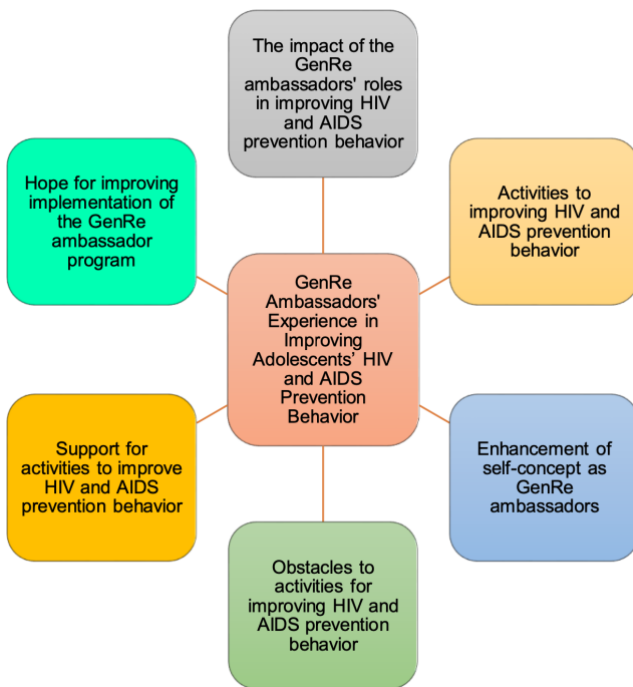 The impact of the
GenRe
ambassadors' roles
in improving HIV
and AIDS
prevention behavior
Hope for improving
implementation of
the GenRe
ambassador
program
Activities to
improving HIV and
AIDS prevention
behavior
GenRe
Ambassadors'
Experience in
Improving
Adolescents’ HIV
and AIDS
Prevention
Behavior
Support for
activities to improve
HIV and AIDS
prevention behavior
Enhancement of
self-concept as
GenRe
ambassadors
Obstacles to
activities for
improving HIV and
AIDS prevention
behavior